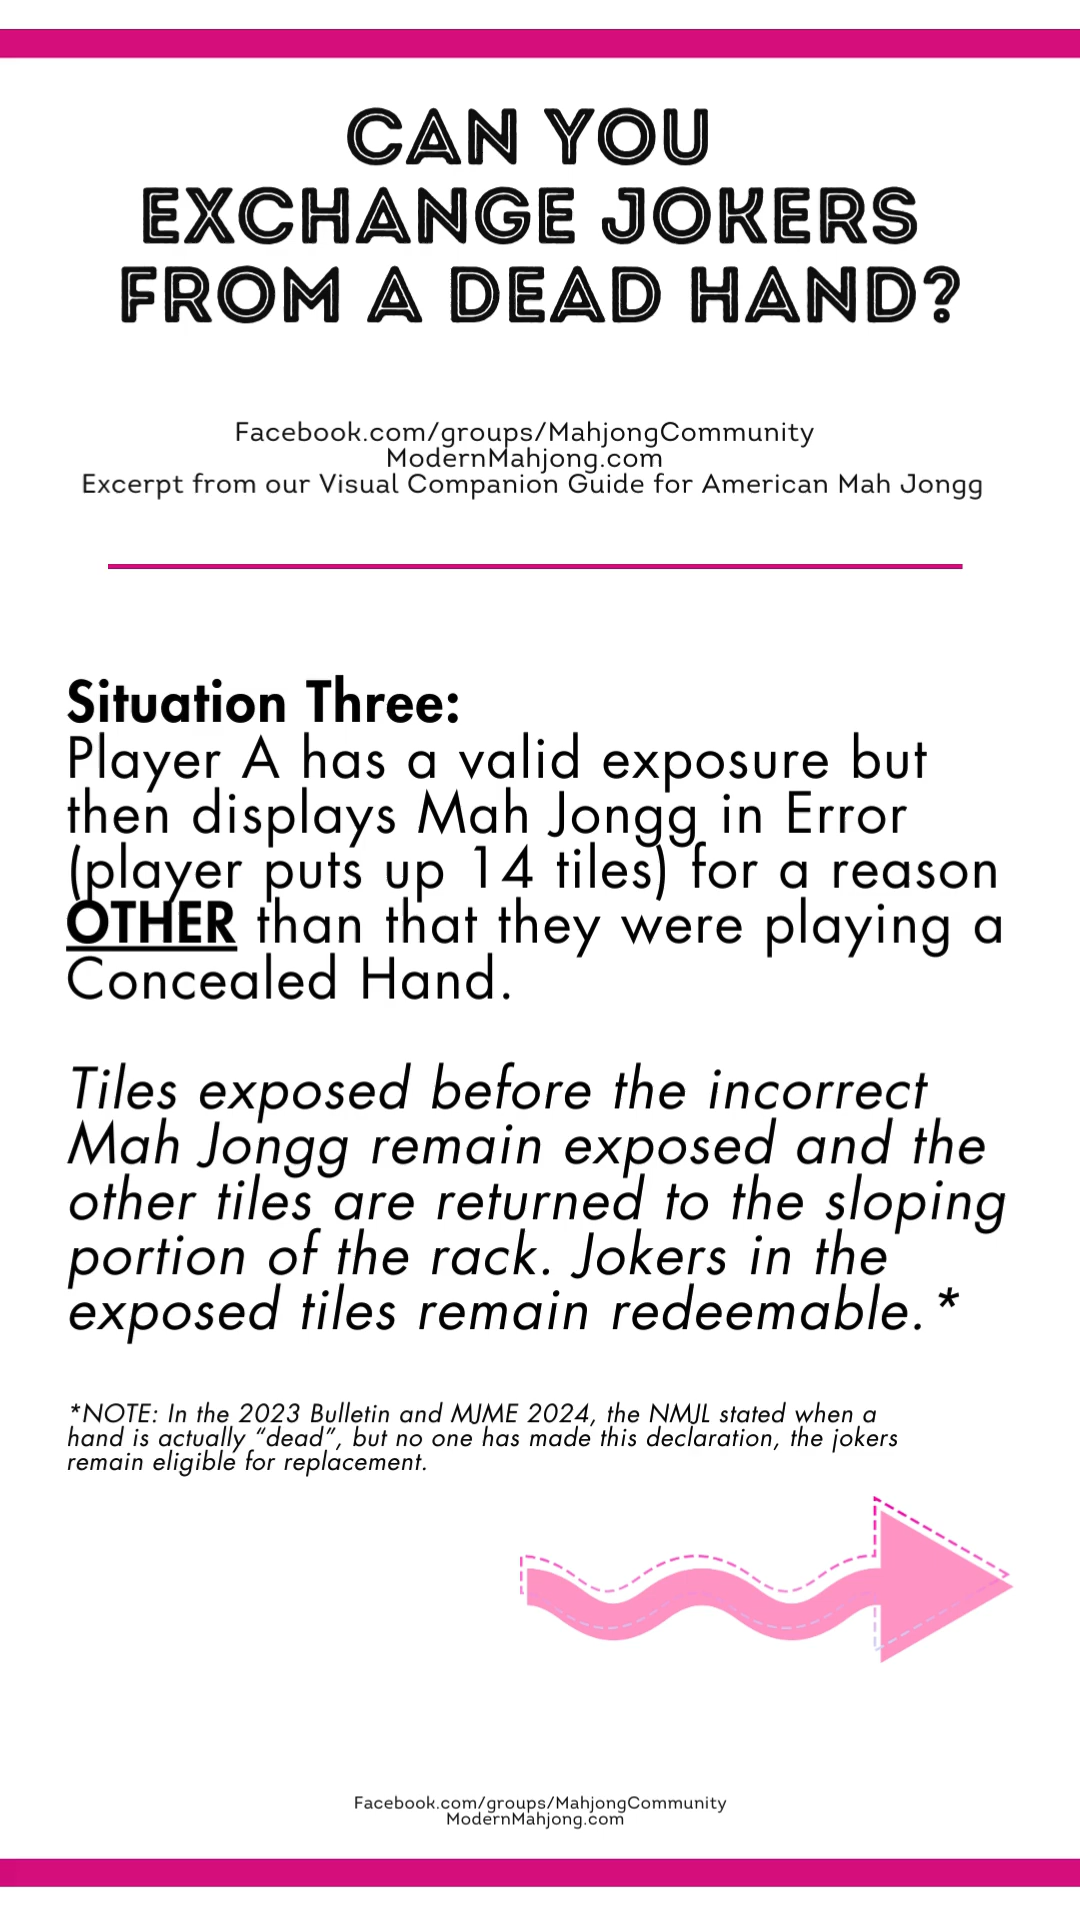 CAN YOU
EXCHANGE JOKERS
FROM A DEAD HAND?
Facebook.com/groups/MahjongCommunity
ModernMahjong.com
Excerpt from our Visual Companion Guide for American Mah Jongg
Situation Three:
Player A has a valid exposure but
then displays Mah Jongg in Error
(player puts up 14 tiles) for a reason
OTHER than that they were playing a
Concealed Hand.
Tiles exposed before the incorrect
Mah Jongg remain exposed and the
other tiles are returned to the sloping
portion of the rack. Jokers in the
exposed tiles remain redeemable. *
*NOTE: In the 2023 Bulletin and MJME 2024, the NMJL stated when a
hand is actually “dead”, but no one has made this declaration, the jokers
remain eligible for replacement.
Facebook.com/groups/MahjongCommunity
ModernMahjong.com